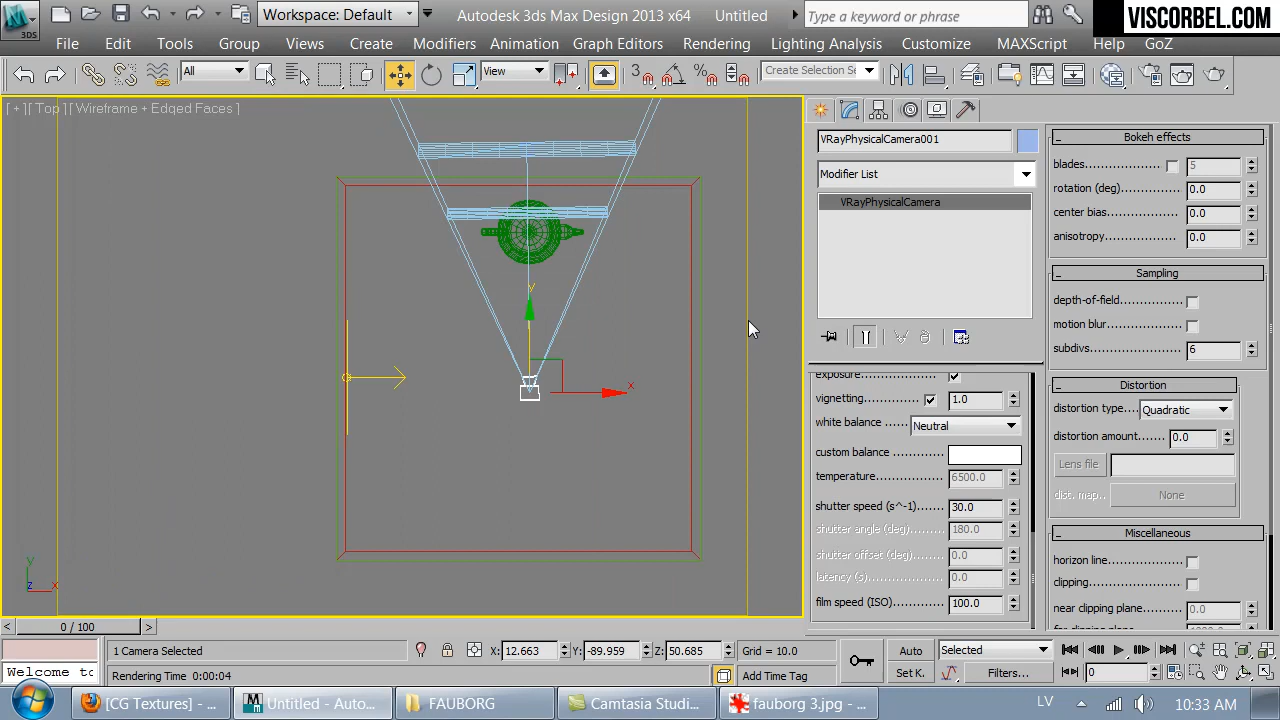 Workspace: Default
Autodesk 3ds Max Design 2013 x64
Untitled
Type a keyword or phrase
VISCORBEL.COM
3DS
File Edit Tools Group Views Create Modifiers Animation Graph Editors Rendering Lighting Analysis Customize MAXScript Help GoZ
All View 3 Create Selection Se
[ + ] [ Top ] [ Wireframe + Edged Faces ]
y
x
y
z x
VRayPhysicalCamera001
Modifier List
VRayPhysicalCamera
exposure
vignetting 1.0
white balance Neutral
custom balance
temperature 6500.0
shutter speed (s^-1) 30.0
shutter angle (deg) 180.0
shutter offset (deg) 0.0
latency (s) 0.0
film speed (ISO) 100.0
Bokeh effects
blades 5
rotation (deg) 0.0
center bias 0.0
anisotropy 0.0
Sampling
depth-of-field
motion blur
subdivs 6
Distortion
distortion type Quadratic
distortion amount 0.0
Lens file
dist. map None
Miscellaneous
horizon line
clipping
near clipping plane 0.0
0 / 100
1 Camera Selected
X: 12.663 Y: -89.959 Z: 50.685 Grid = 10.0
Auto Selected
Welcome to
Rendering Time 0:00:04
Add Time Tag
Set K. Filters... 0
[CG Textures] - ...
Untitled - Auto...
FAUBORG
Camtasia Studi...
fauborg 3.jpg - ...
LV
10:33 AM